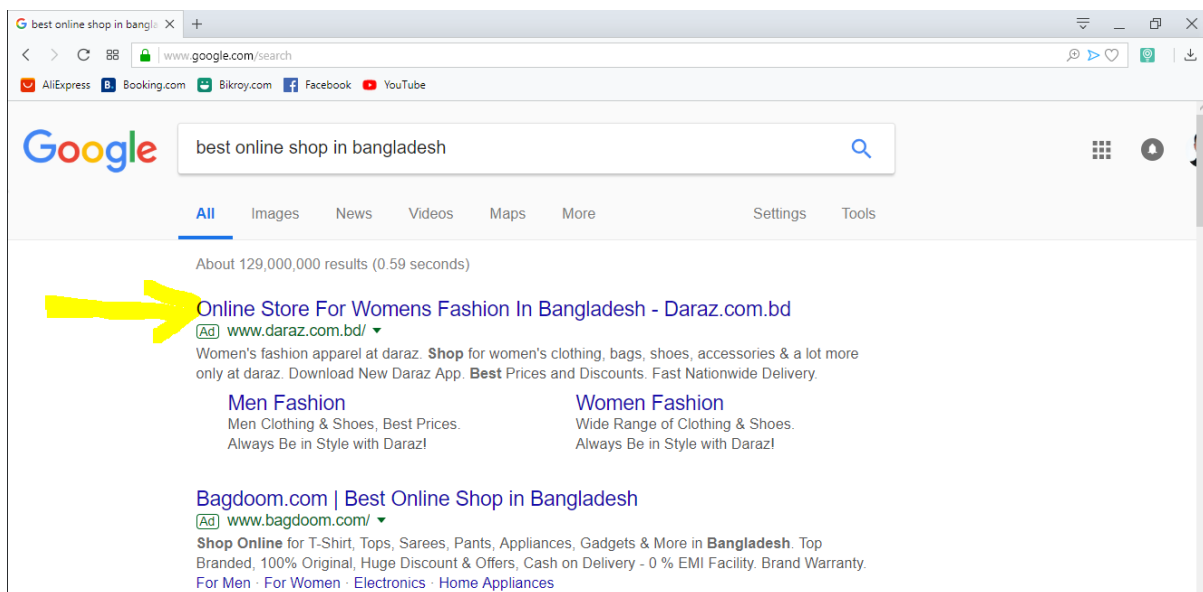 best online shop in bangla
www.google.com/search
AliExpress B. Booking.com Bikroy.com Facebook YouTube
Google best online shop in bangladesh
All Images News Videos Maps More Settings Tools
About 129,000,000 results (0.59 seconds)
Online Store For Womens Fashion In Bangladesh - Daraz.com.bd
Ad www.daraz.com.bd/
Women's fashion apparel at daraz. Shop for women's clothing, bags, shoes, accessories & a lot more
only at daraz. Download New Daraz App. Best Prices and Discounts. Fast Nationwide Delivery.
Men Fashion
Men Clothing & Shoes, Best Prices.
Always Be in Style with Daraz!
Women Fashion
Wide Range of Clothing & Shoes.
Always Be in Style with Daraz!
Bagdoom.com | Best Online Shop in Bangladesh
Ad www.bagdoom.com/
Shop Online for T-Shirt, Tops, Sarees, Pants, Appliances, Gadgets & More in Bangladesh. Top
Branded, 100% Original, Huge Discount & Offers, Cash on Delivery - 0 % EMI Facility. Brand Warranty.
For Men · For Women · Electronics · Home Appliances